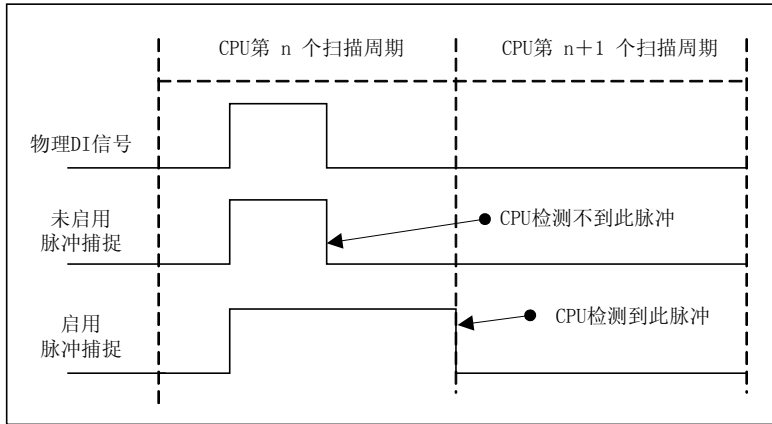 CPU第 n 个扫描周期
CPU第 n+1 个扫描周期
物理DI信号
未启用
脉冲捕捉
CPU检测不到此脉冲
启用
脉冲捕捉
CPU检测到此脉冲